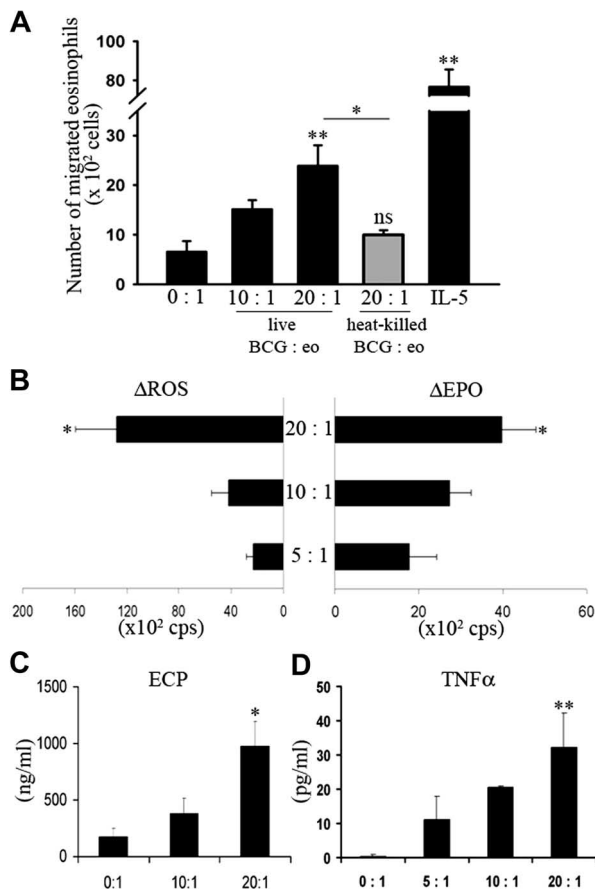 A
Number of migrated eosinophils
(x 10² cells)
100
80
60
30
20
10
0
**
*
**
ns
0 : 1
10 : 1
20 : 1
20 : 1
IL-5
live
heat-killed
BCG : eo
BCG : eo
B
ΔROS
ΔEPO
*
20 : 1
*
10 : 1
5 : 1
200
160
120
80
40
0
0
20
40
60
(x10² cps)
(x10² cps)
C
ECP
(ng/ml)
1500
1000
500
0
*
0:1
10:1
20:1
D
TNFα
(pg/ml)
50
40
30
20
10
0
**
0 : 1
5 : 1
10 : 1
20 : 1